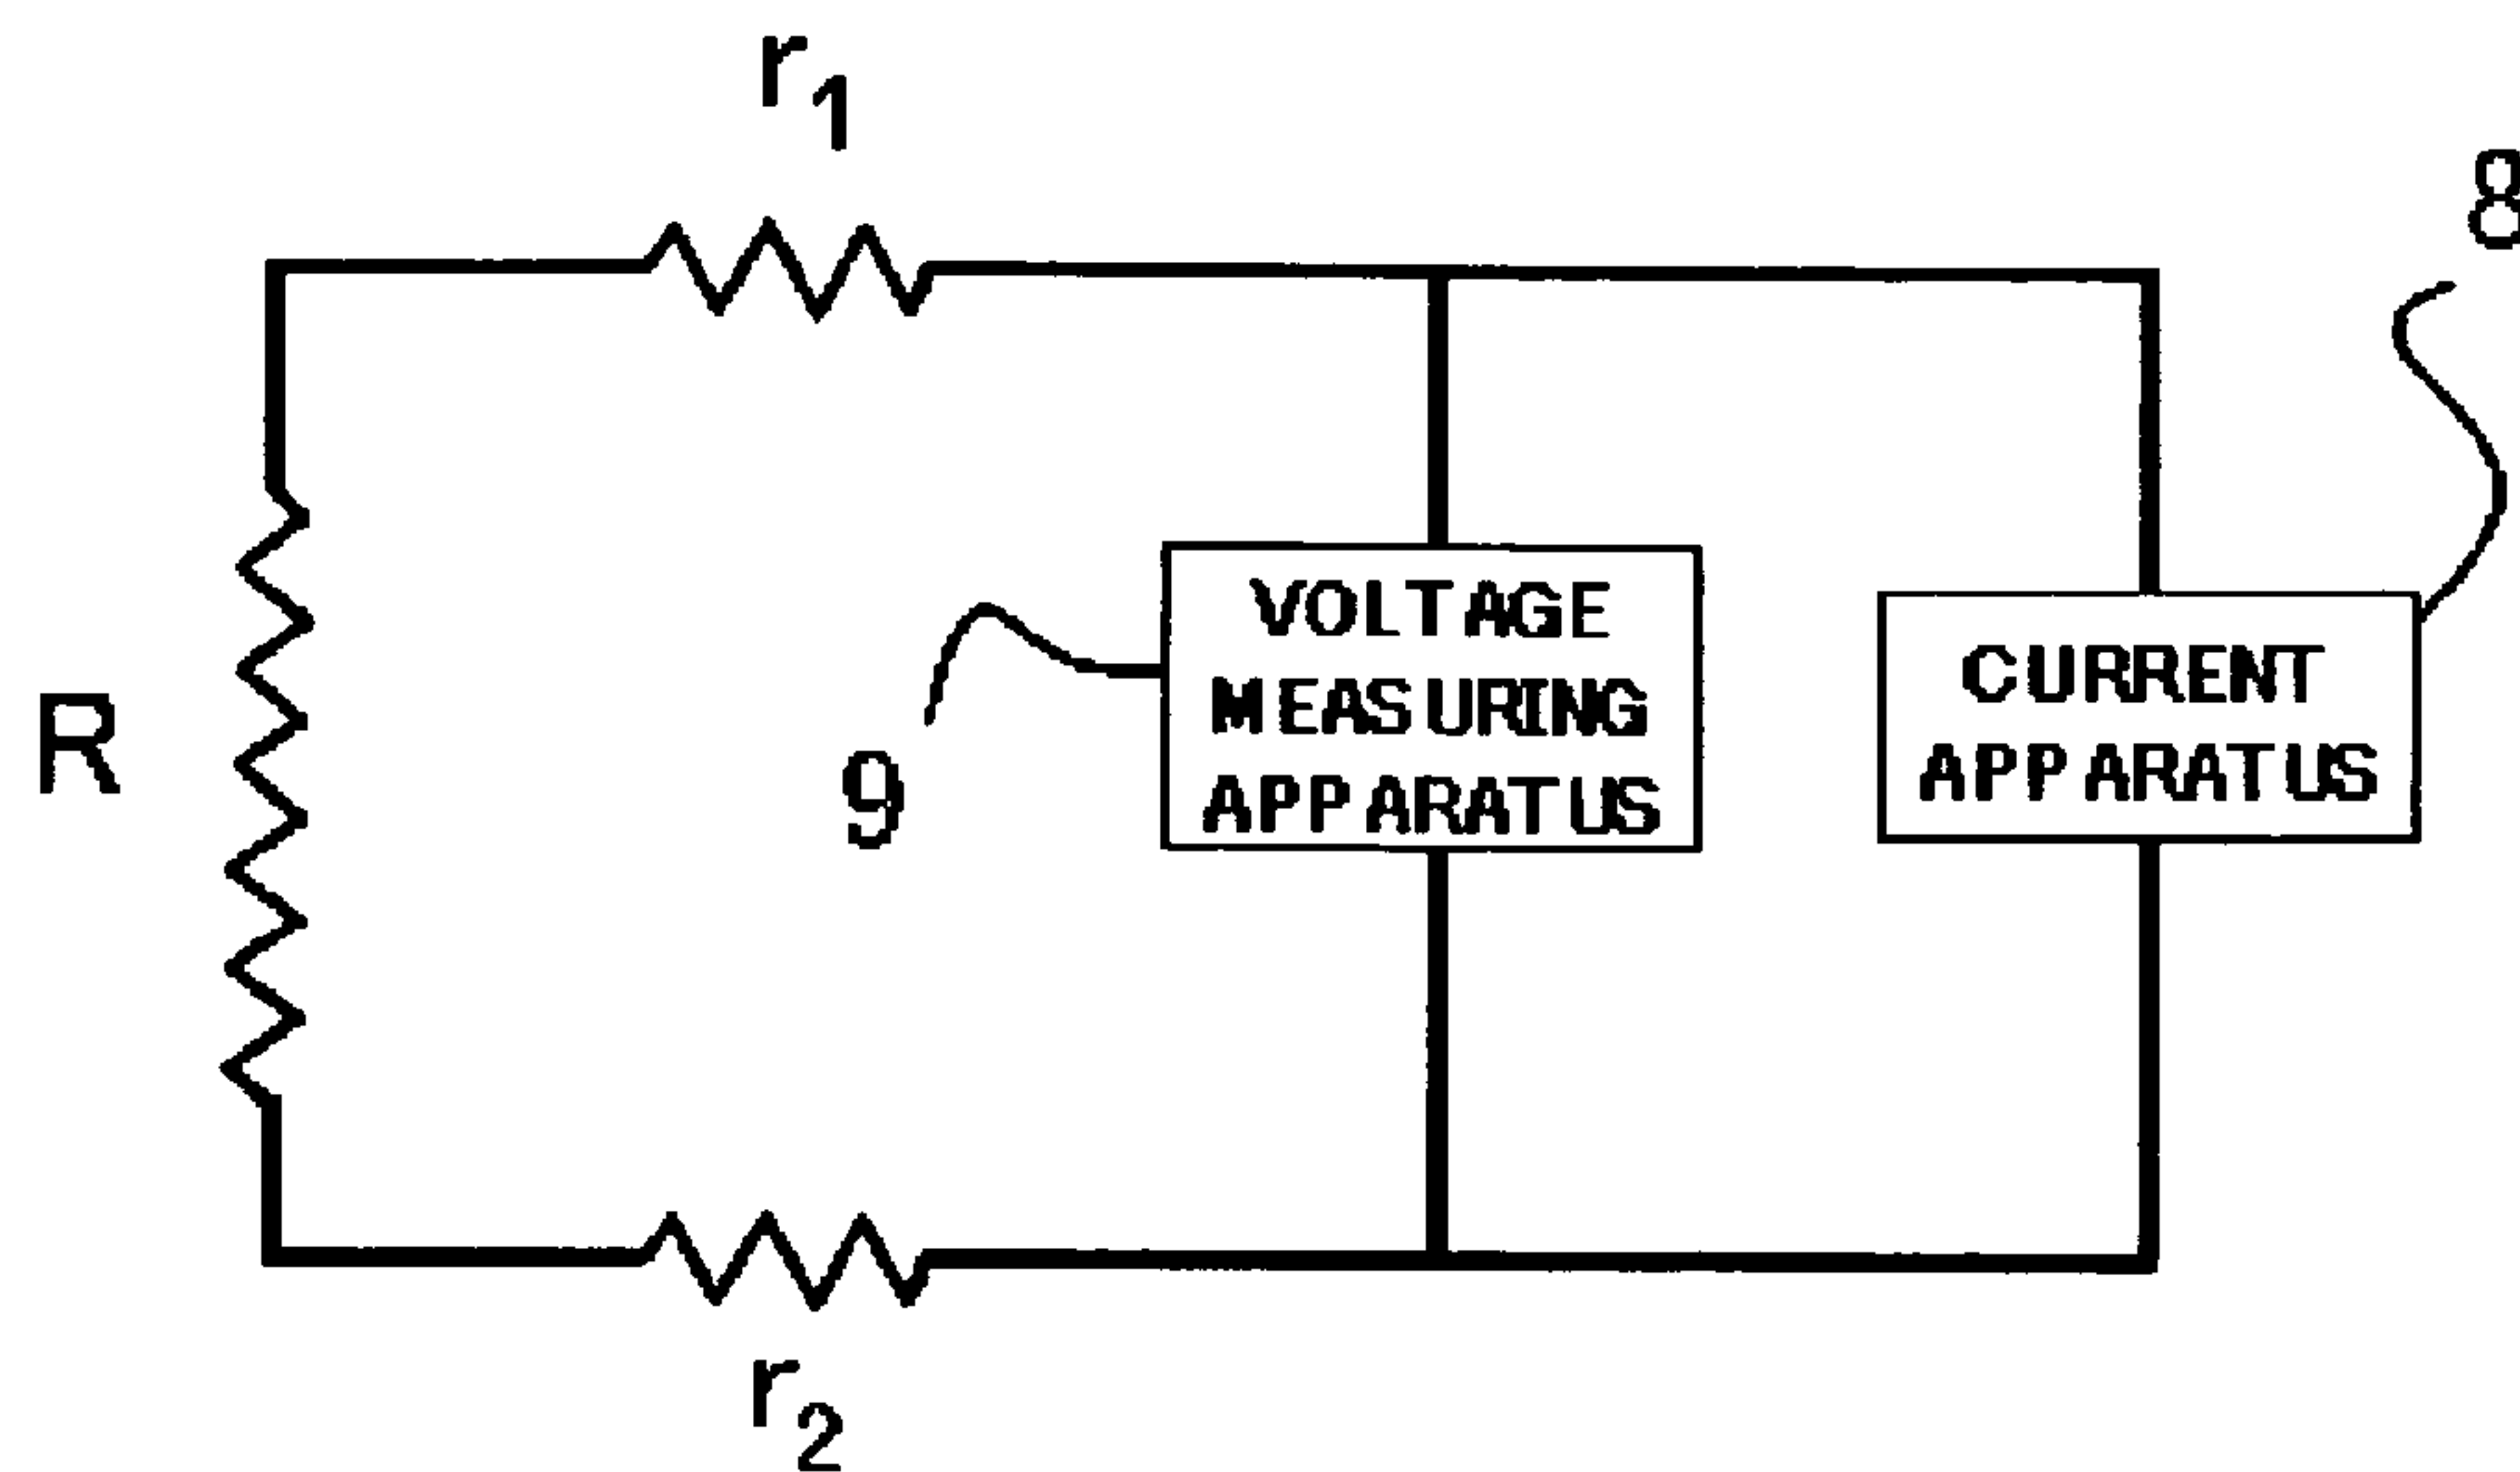 r1
8
VOLTAGE
MEASURING
APPARATUS
CURRENT
APPARATUS
R
9
r2